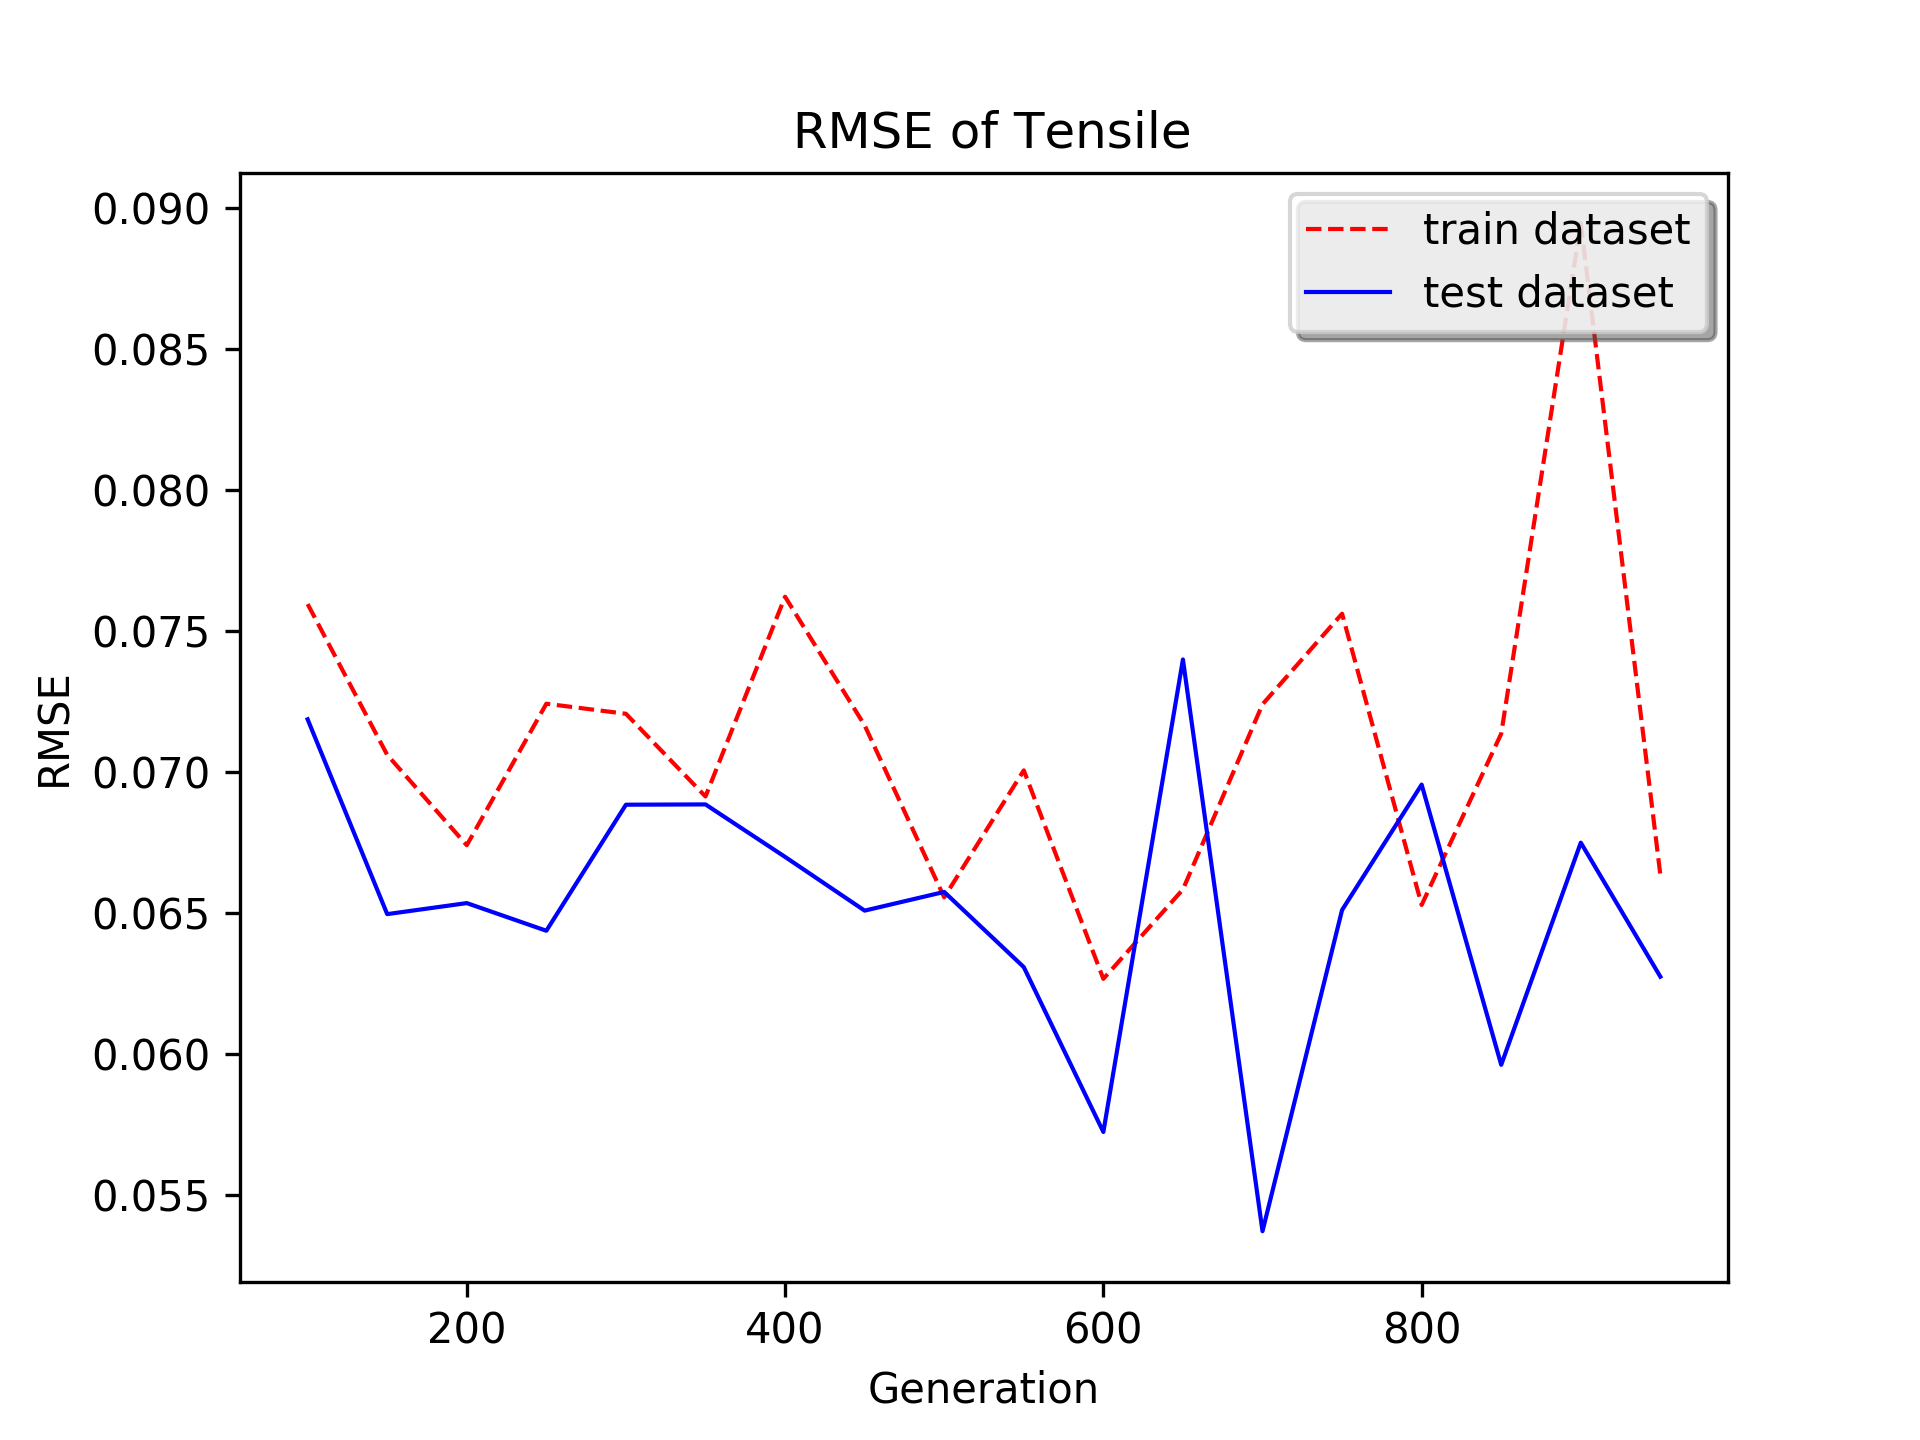 RMSE of Tensile
train dataset
test dataset
0.090
0.085
0.080
0.075
0.070
0.065
0.060
0.055
RMSE
200 400 600 800
Generation